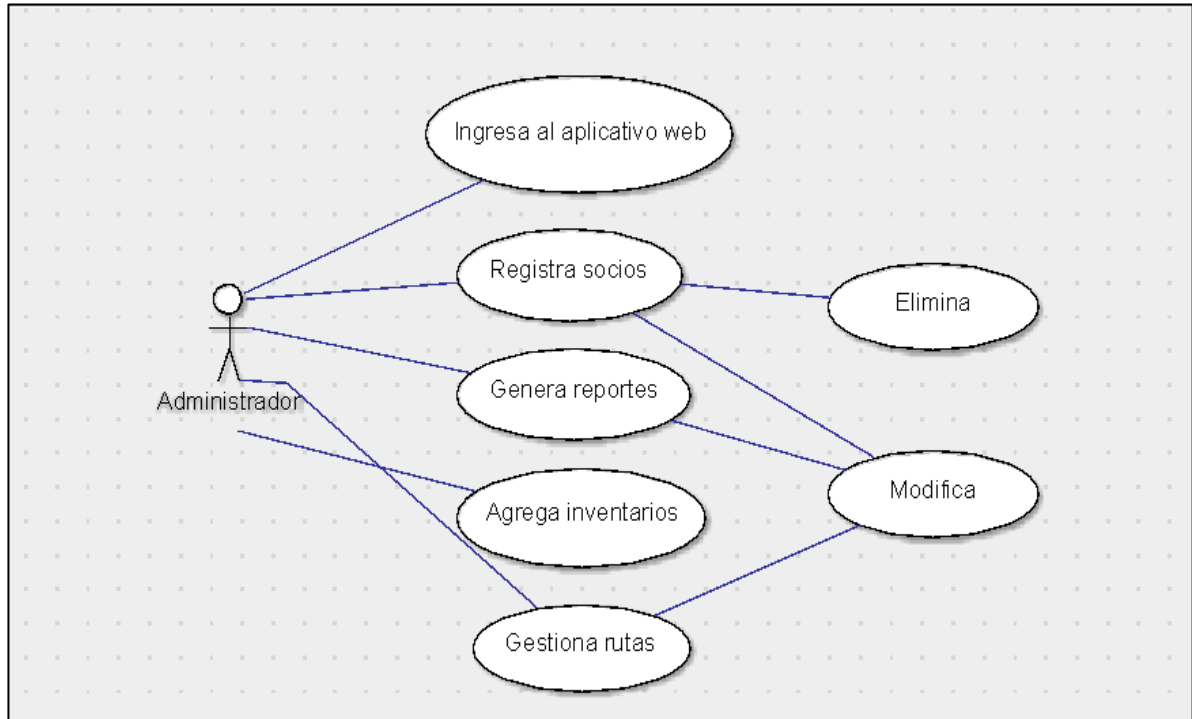 Ingresa al aplicativo web
Registra socios
Elimina
Genera reportes
Administrador
Modifica
Agrega inventarios
Gestiona rutas